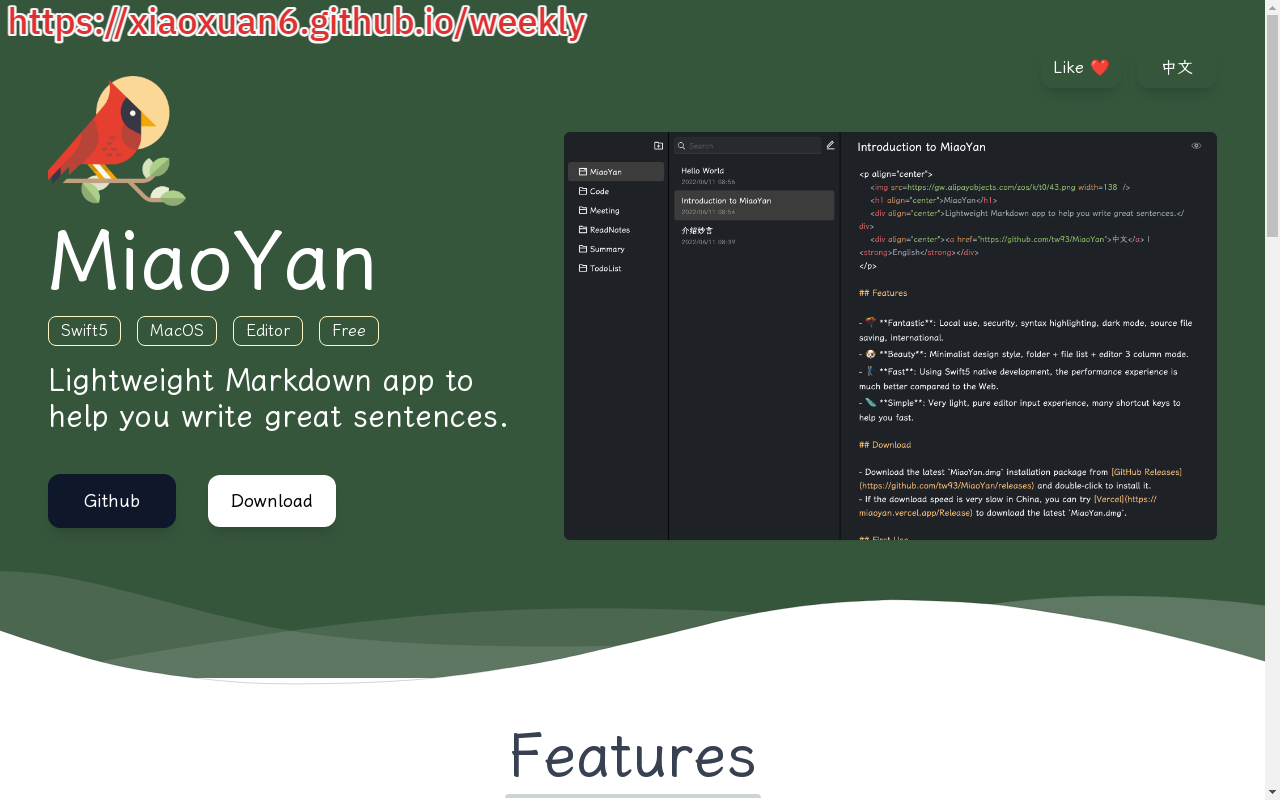 https://xiaoxuan6.github.io/weekly
Like ❤️
中文
MiaoYan
Swift5
MacOS
Editor
Free
Lightweight Markdown app to
help you write great sentences.
Github
Download
MiaoYan
Code
Meeting
ReadNotes
Summary
TodoList
Search
Hello World
2022/06/11 08:56
Introduction to MiaoYan
2022/06/11 08:54
介绍妙言
2022/06/11 08:39
Introduction to MiaoYan
<p align="center">
<img src=https://gw.alipayobjects.com/zos/k/t0/43.png width=138 />
<h1 align="center">MiaoYan</h1>
<div align="center">Lightweight Markdown app to help you write great sentences.</
div>
<div align="center"><a href="https://github.com/tw93/MiaoYan">中文</a> |
<strong>English</strong></div>
</p>
## Features
- 🪂 **Fantastic**: Local use, security, syntax highlighting, dark mode, source file
saving, international.
- 🐶 **Beauty**: Minimalist design style, folder + file list + editor 3 column mode.
- **Fast**: Using Swift5 native development, the performance experience is
much better compared to the Web.
- **Simple**: Very light, pure editor input experience, many shortcut keys to
help you fast.
## Download
- Download the latest `MiaoYan.dmg` installation package from [GitHub Releases]
(https://github.com/tw93/MiaoYan/releases) and double-click to install it.
- If the download speed is very slow in China, you can try [Vercel](https://
miaoyan.vercel.app/Release) to download the latest `MiaoYan.dmg`.
## First Use
Features